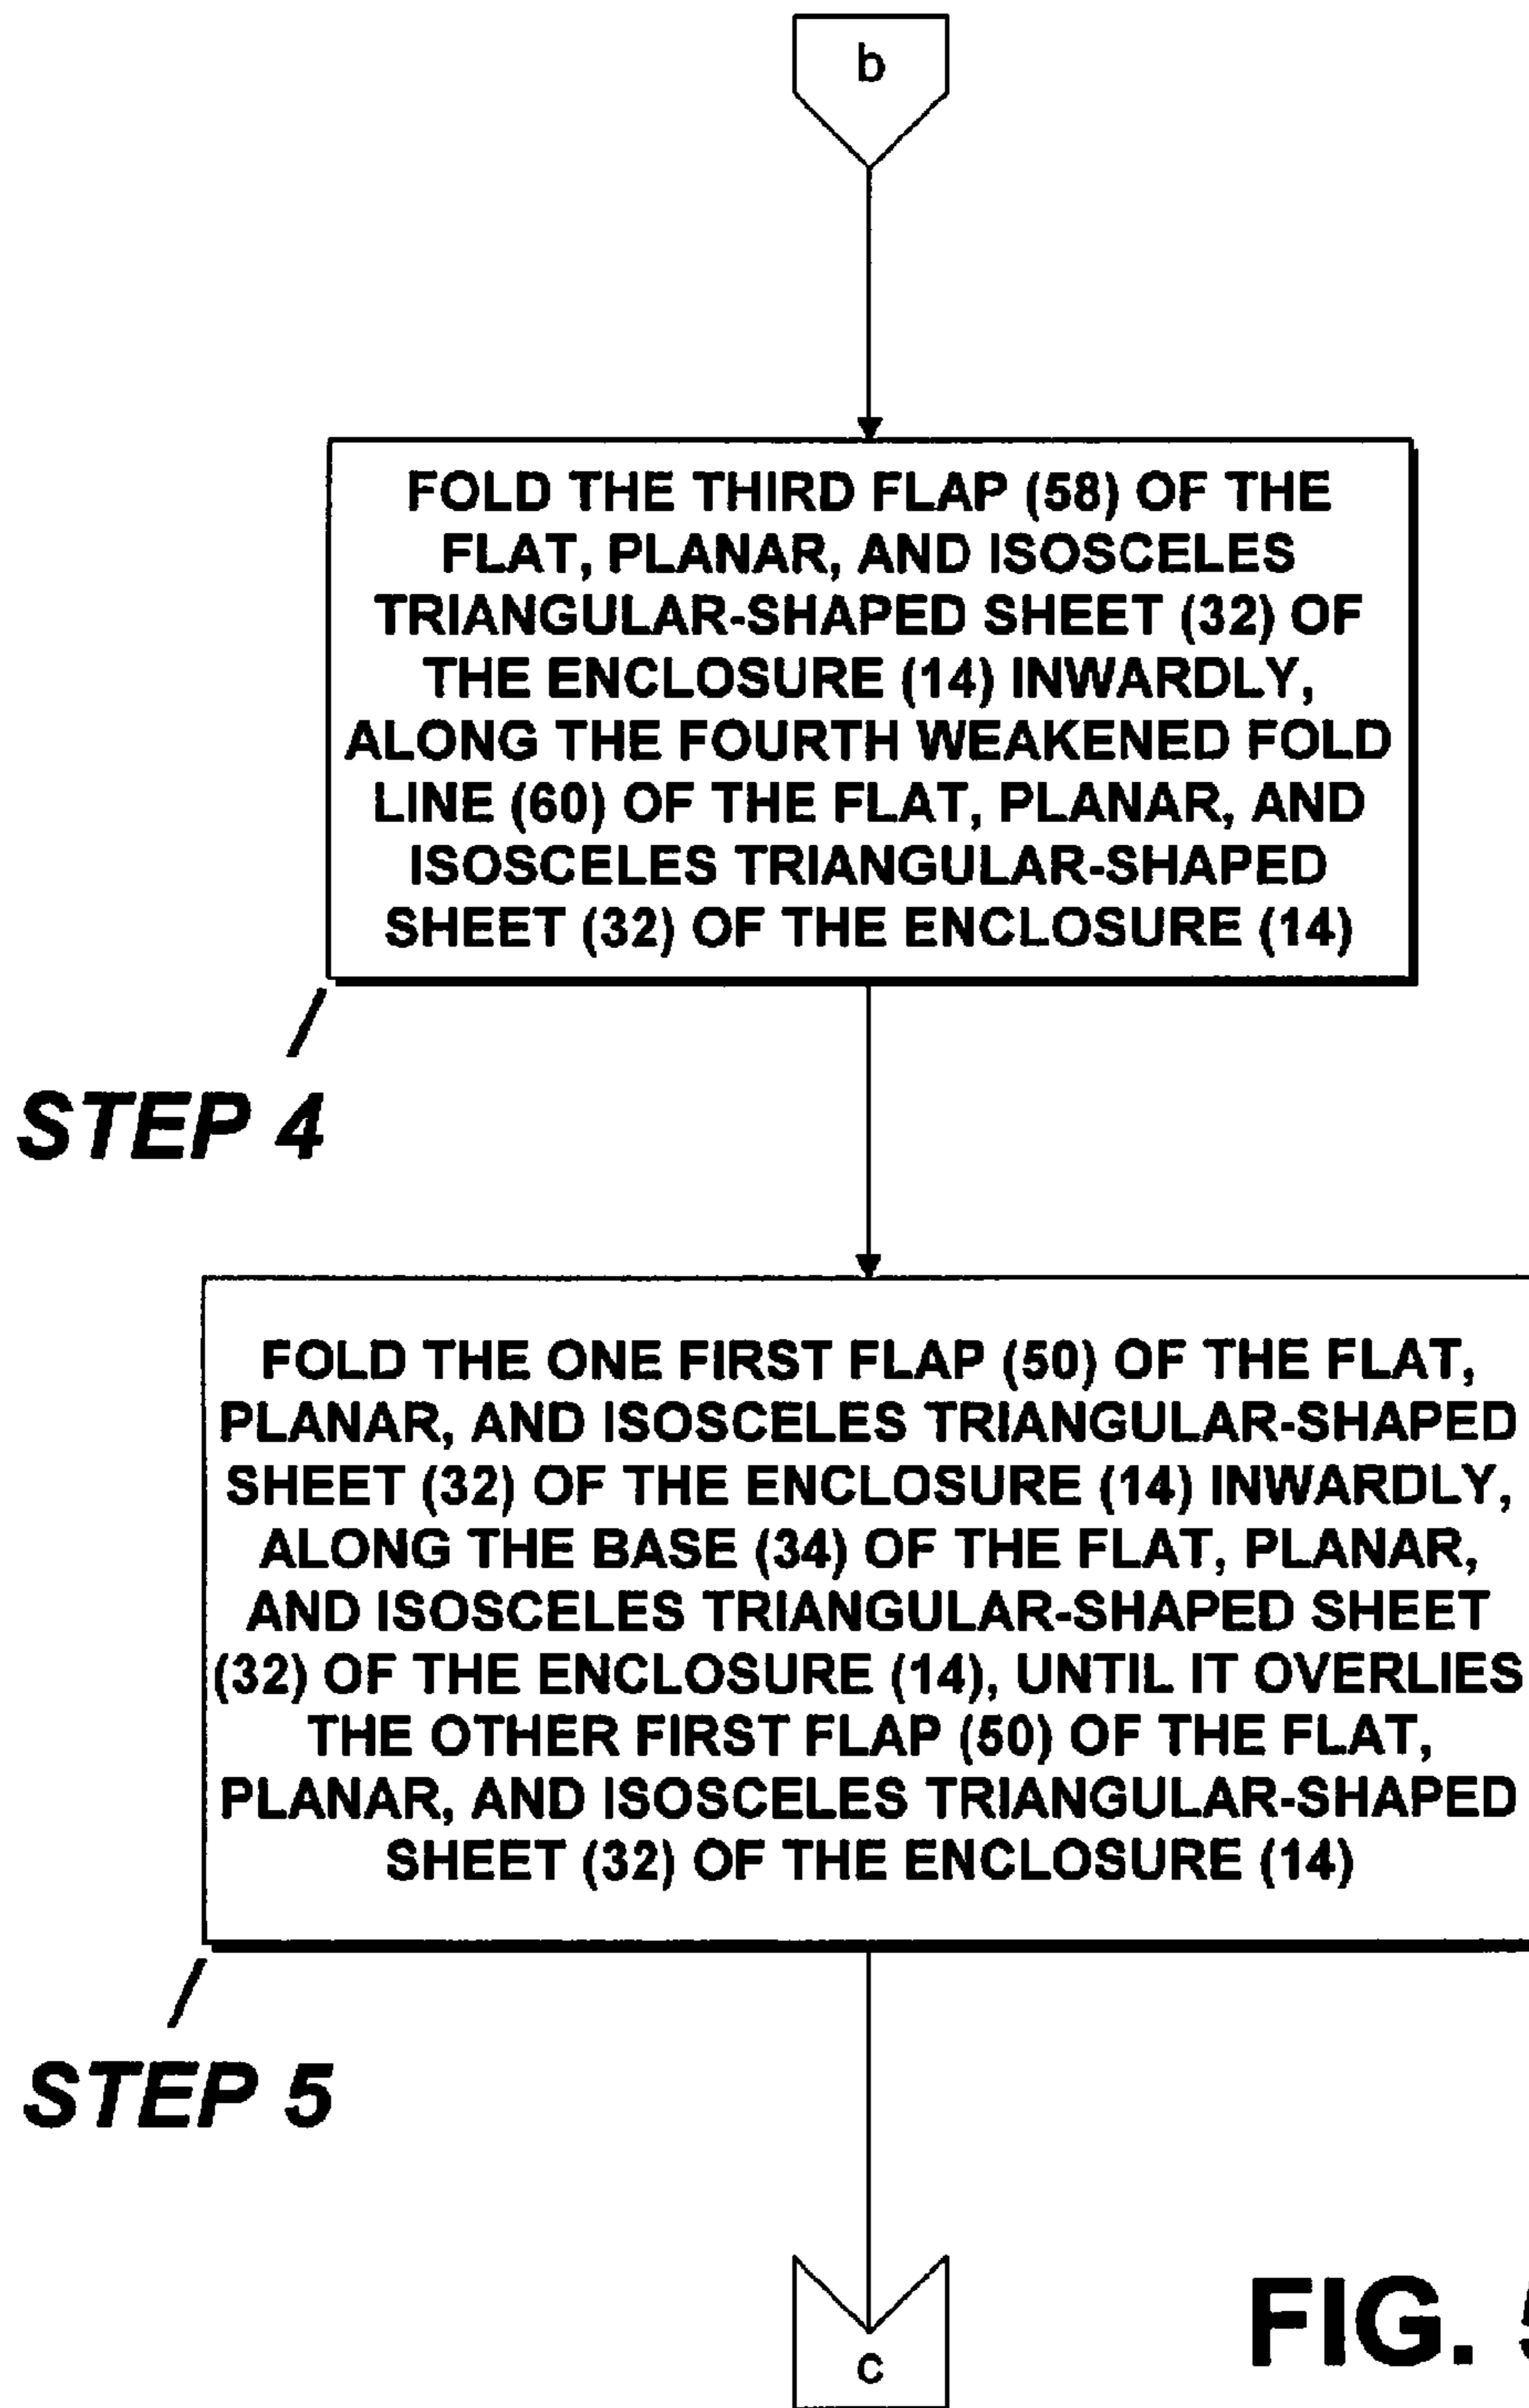 b
FOLD THE THIRD FLAP (58) OF THE
FLAT, PLANAR, AND ISOSCELES
TRIANGULAR-SHAPED SHEET (32) OF
THE ENCLOSURE (14) INWARDLY,
ALONG THE FOURTH WEAKENED FOLD
LINE (60) OF THE FLAT, PLANAR, AND
ISOSCELES TRIANGULAR-SHAPED
SHEET (32) OF THE ENCLOSURE (14)
STEP 4
FOLD THE ONE FIRST FLAP (50) OF THE FLAT,
PLANAR, AND ISOSCELES TRIANGULAR-SHAPED
SHEET (32) OF THE ENCLOSURE (14) INWARDLY,
ALONG THE BASE (34) OF THE FLAT, PLANAR,
AND ISOSCELES TRIANGULAR-SHAPED SHEET
(32) OF THE ENCLOSURE (14), UNTIL IT OVERLIES
THE OTHER FIRST FLAP (50) OF THE FLAT,
PLANAR, AND ISOSCELES TRIANGULAR-SHAPED
SHEET (32) OF THE ENCLOSURE (14)
STEP 5
c
FIG.